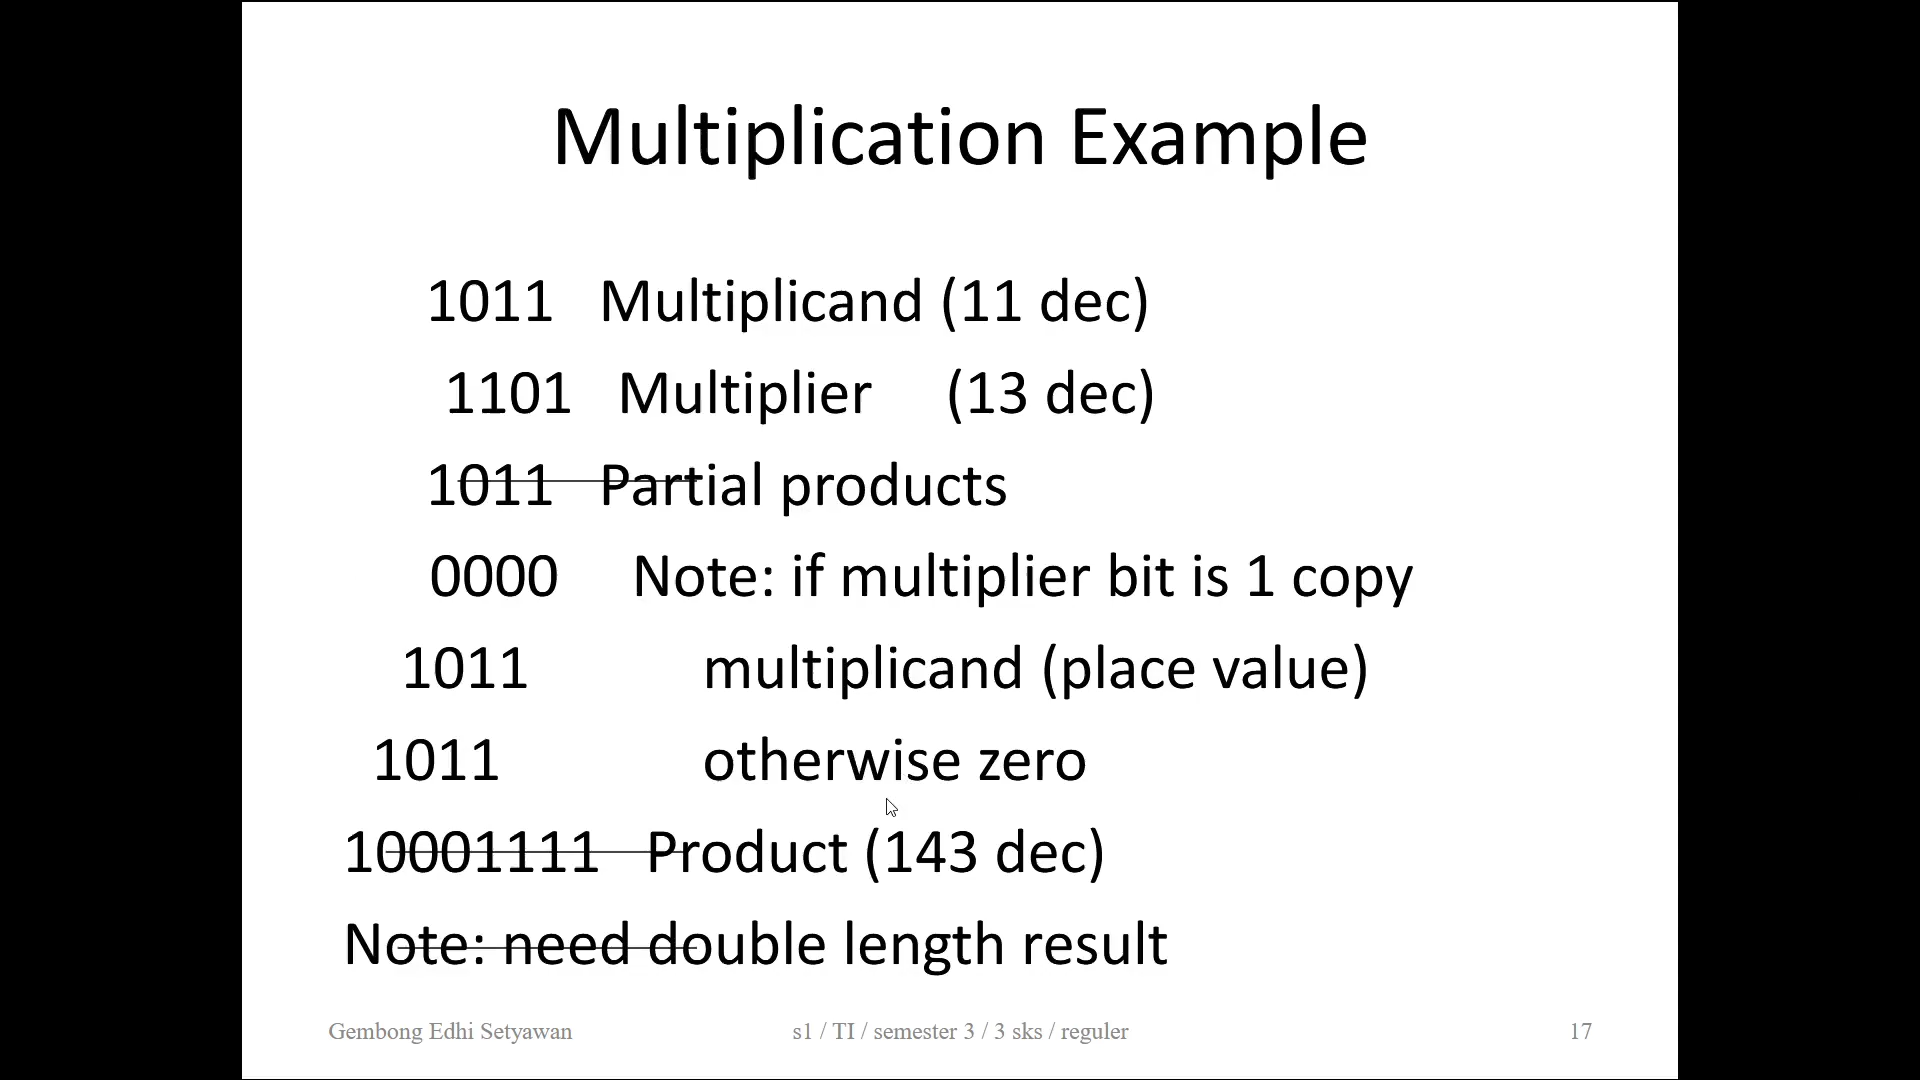 Multiplication Example
1011 Multiplicand (11 dec)
1101 Multiplier (13 dec)
1011 Partial products
0000 Note: if multiplier bit is 1 copy
1011 multiplicand (place value)
1011 otherwise zero
10001111 Product (143 dec)
Note: need double length result
Gembong Edhi Setyawan s1 / TI / semester 3 / 3 sks / reguler 17